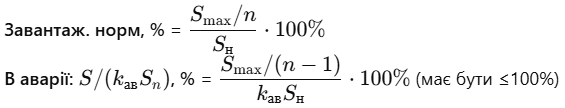 Завантаж. норм, % = \frac{S_{\max}/n}{S_{\text{н}}} \cdot 100\%
В аварії: S/(k_{\text{ав}}S_n), % = \frac{S_{\max}/(n-1)}{k_{\text{ав}}S_{\text{н}}} \cdot 100\% (має бути ≤100%)